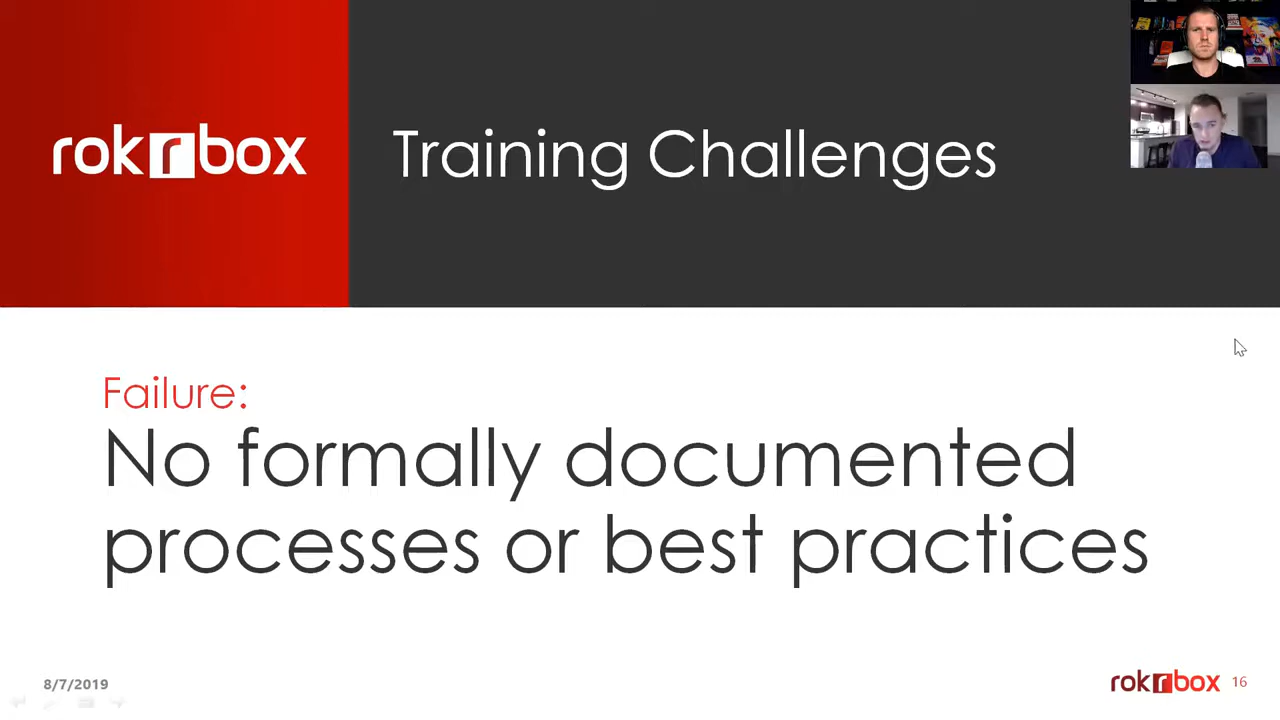 rokrbox
Training Challenges
Failure:
No formally documented
processes or best practices
8/7/2019
rokrbox 16